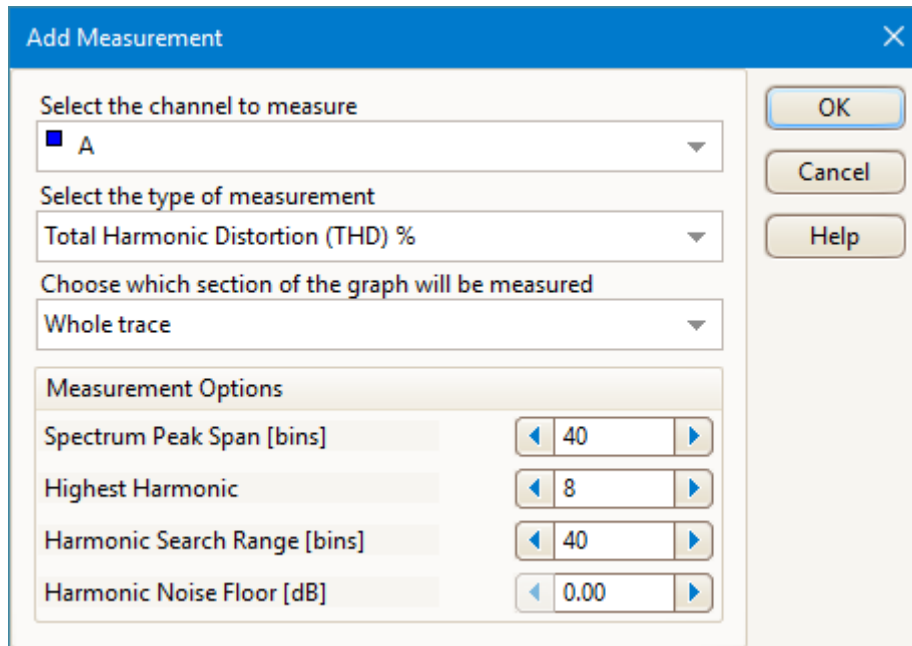 Add Measurement
Select the channel to measure
A
Select the type of measurement
Total Harmonic Distortion (THD) %
Choose which section of the graph will be measured
Whole trace
Measurement Options
Spectrum Peak Span [bins] 40
Highest Harmonic 8
Harmonic Search Range [bins] 40
Harmonic Noise Floor [dB] 0.00
OK
Cancel
Help